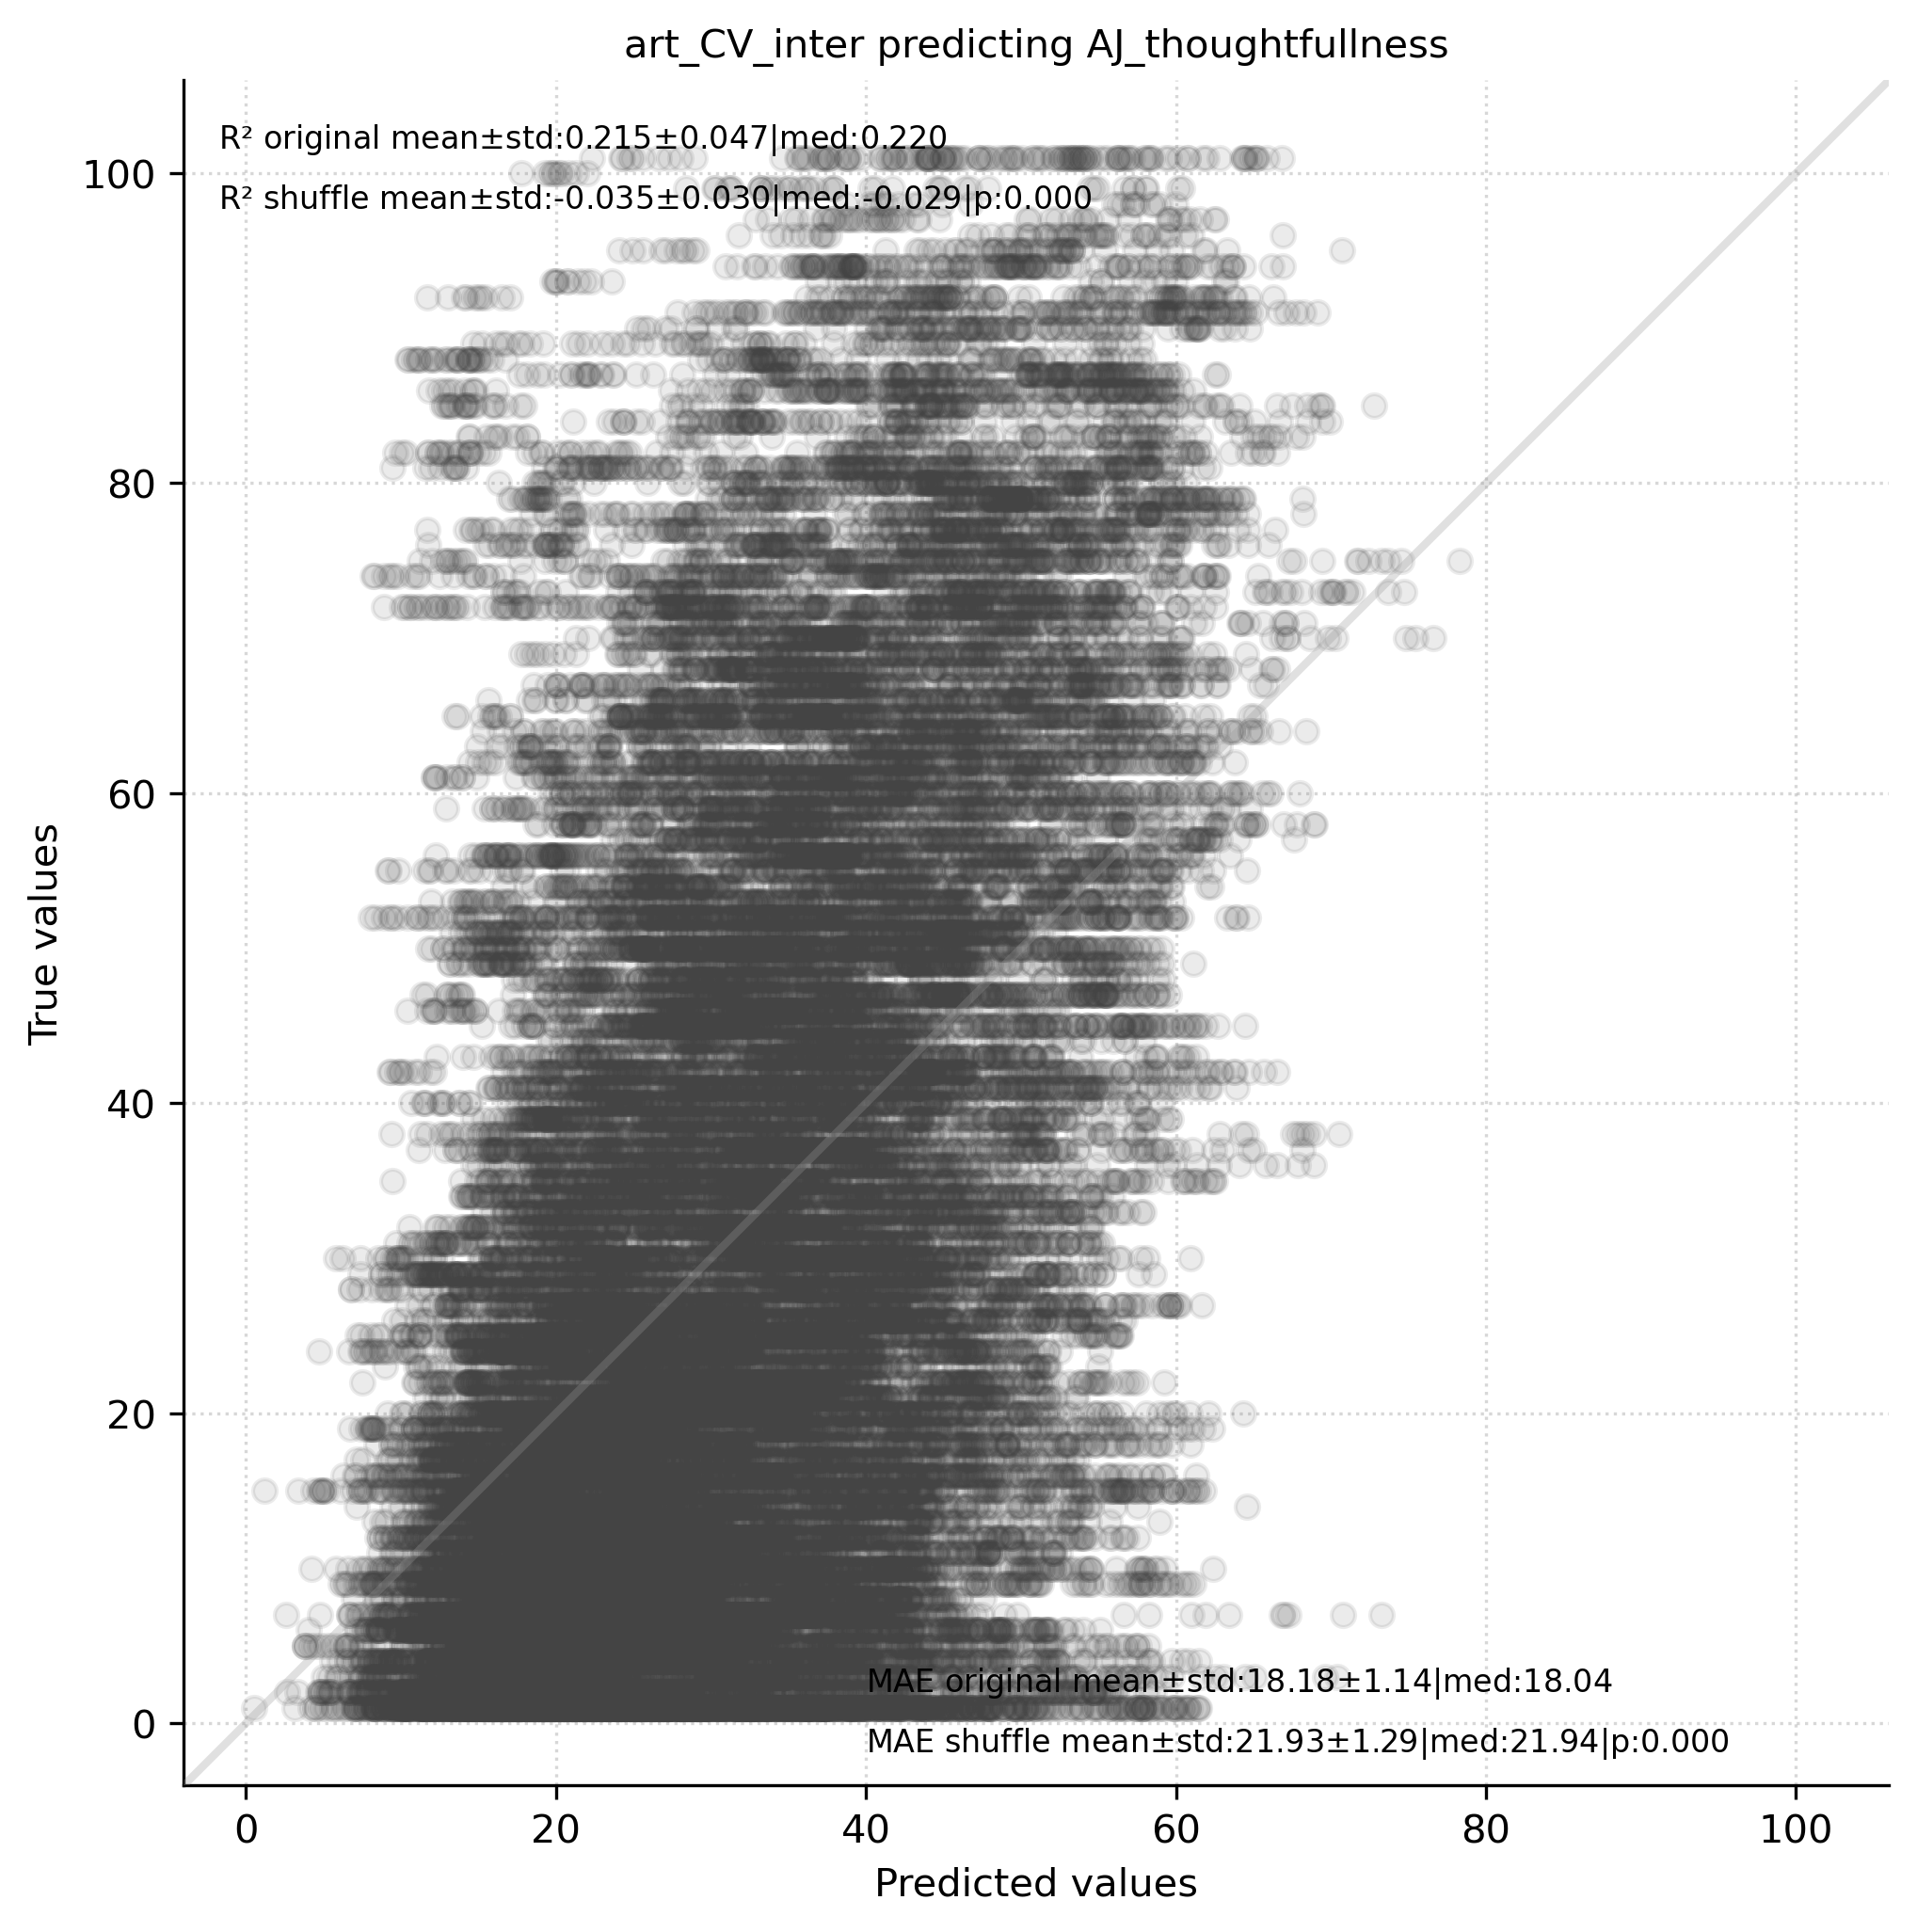 art_CV_inter predicting AJ_thoughtfullness
R² original mean±std:0.215±0.047|med:0.220
R² shuffle mean±std:-0.035±0.030|med:-0.029|p:0.000
100
80
60
40
20
0
True values
MAE original mean±std:18.18±1.14|med:18.04
MAE shuffle mean±std:21.93±1.29|med:21.94|p:0.000
0 20 40 60 80 100
Predicted values